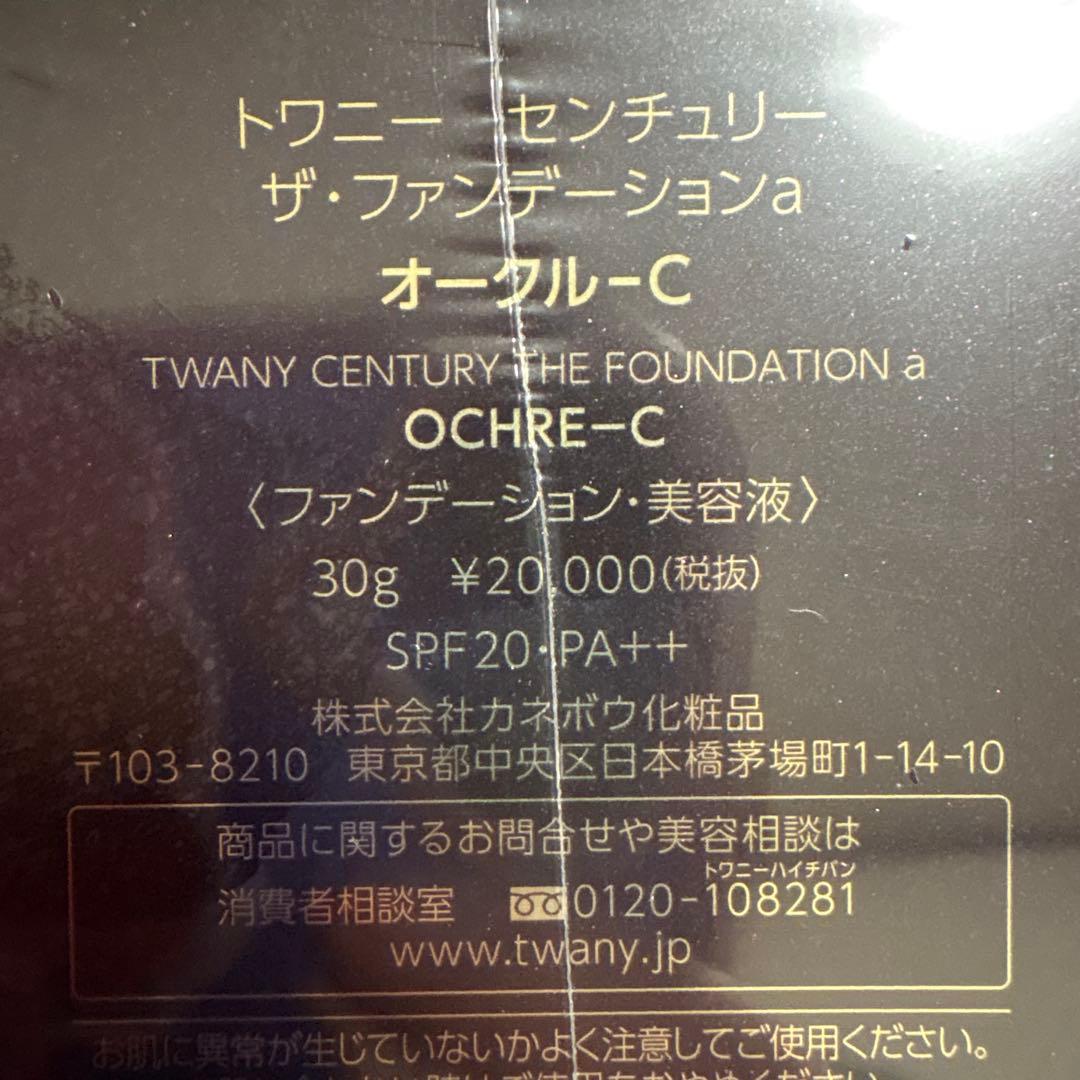 トワニー センチュリー
ザ・ファンデーションa
オークル-C
TWANY CENTURY THE FOUNDATION a
OCHRE-C
〈ファンデーション・美容液〉
30g ¥20,000(税抜)
SPF20・PA++
株式会社カネボウ化粧品
〒103-8210 東京都中央区日本橋茅場町1-14-10
商品に関するお問合せや美容相談は
トワニーハイチバン
消費者相談室 0120-108281
www.twany.jp
お肌に異常が生じていないかよく注意してご使用ください。